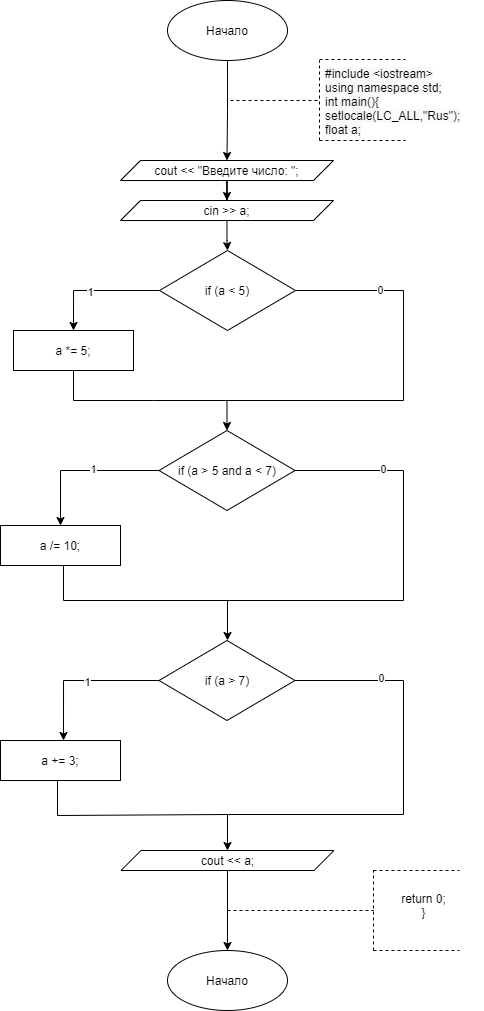 Начало
#include <iostream>
using namespace std;
int main(){
setlocale(LC_ALL,"Rus");
float a;
cout << "Введите число: ";
cin >> a;
if (a < 5)
1
0
a *= 5;
if (a > 5 and a < 7)
1
0
a /= 10;
if (a > 7)
1
0
a += 3;
cout << a;
return 0;
}
Начало